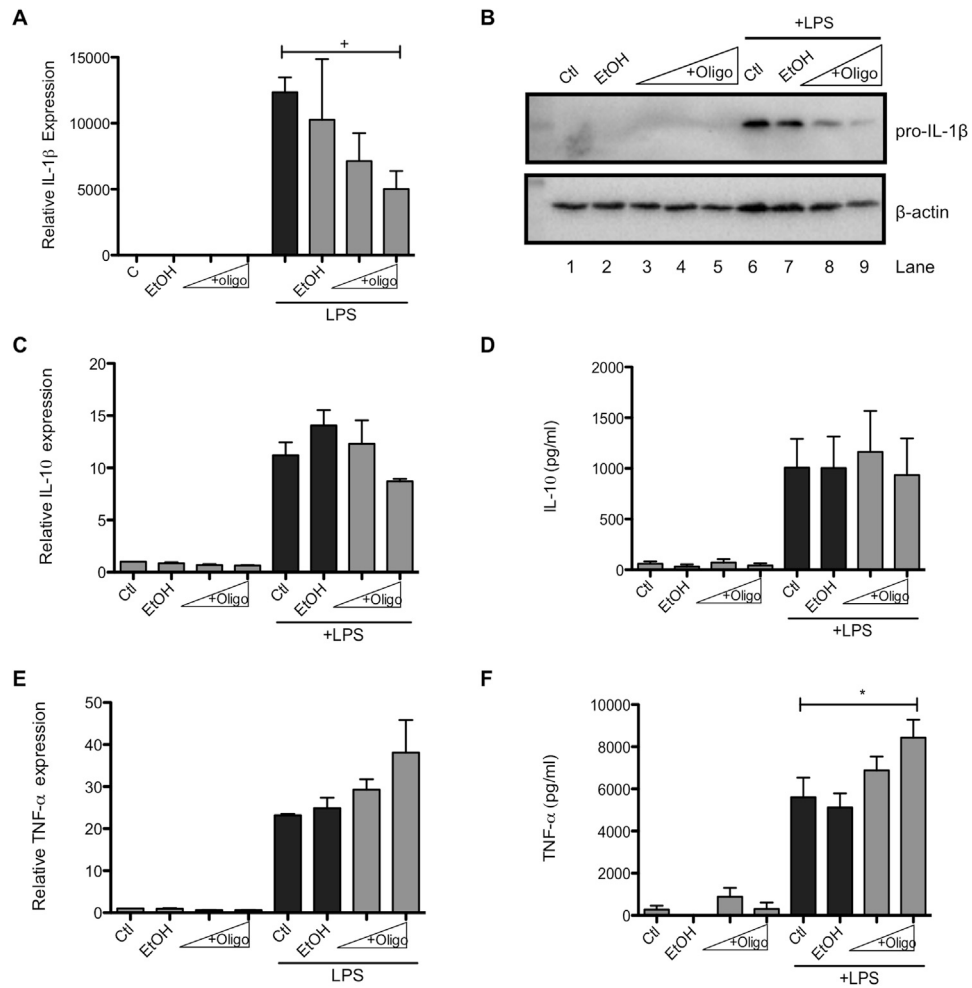 A
Relative IL-1β Expression
15000
10000
5000
0
+
C
EtOH
+oligo
+oligo
LPS
B
+LPS
Ctl
EtOH
+Oligo
Ctl
EtOH
+Oligo
pro-IL-1β
β-actin
1 2 3 4 5 6 7 8 9 Lane
C
Relative IL-10 expression
20
15
10
5
0
Ctl
EtOH
+Oligo
Ctl
EtOH
+Oligo
+LPS
D
IL-10 (pg/ml)
2000
1500
1000
500
0
Ctl
EtOH
+Oligo
Ctl
EtOH
+Oligo
+LPS
E
Relative TNF-α expression
50
40
30
20
10
0
Ctl
EtOH
+Oligo
Ctl
EtOH
+Oligo
LPS
F
TNF-α (pg/ml)
10000
8000
6000
4000
2000
0
*
Ctl
EtOH
+Oligo
Ctl
EtOH
+Oligo
+LPS